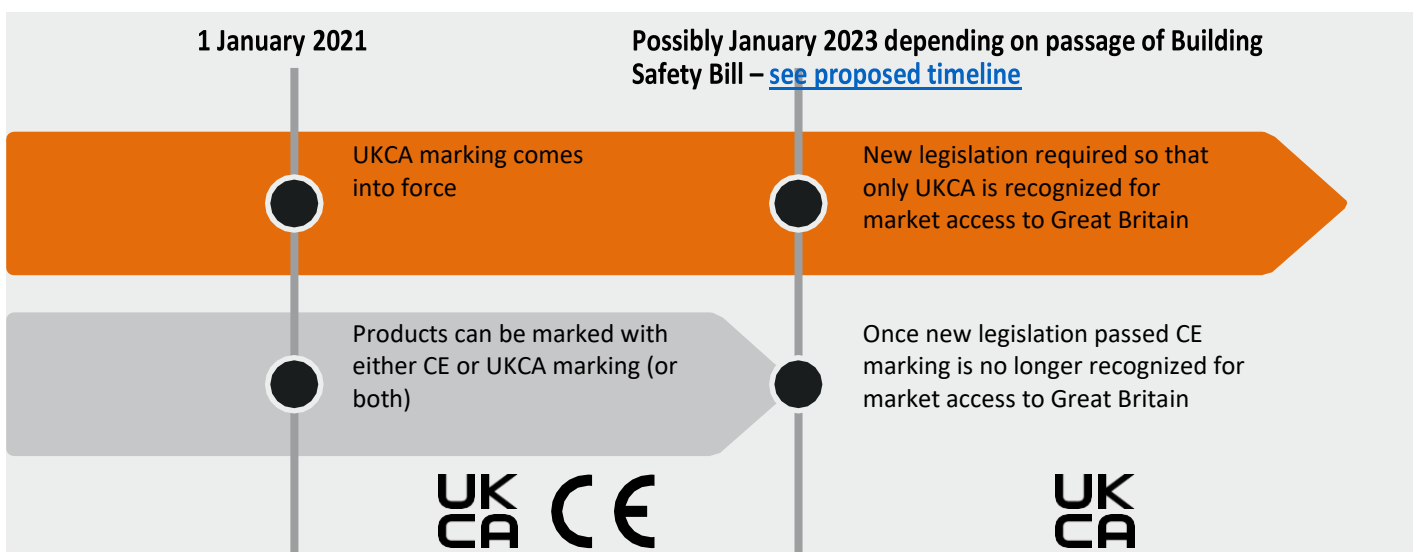 1 January 2021
Possibly January 2023 depending on passage of Building
Safety Bill – see proposed timeline
UKCA marking comes
into force
New legislation required so that
only UKCA is recognized for
market access to Great Britain
Products can be marked with
either CE or UKCA marking (or
both)
Once new legislation passed CE
marking is no longer recognized for
market access to Great Britain
UK
CA
CE
UK
CA